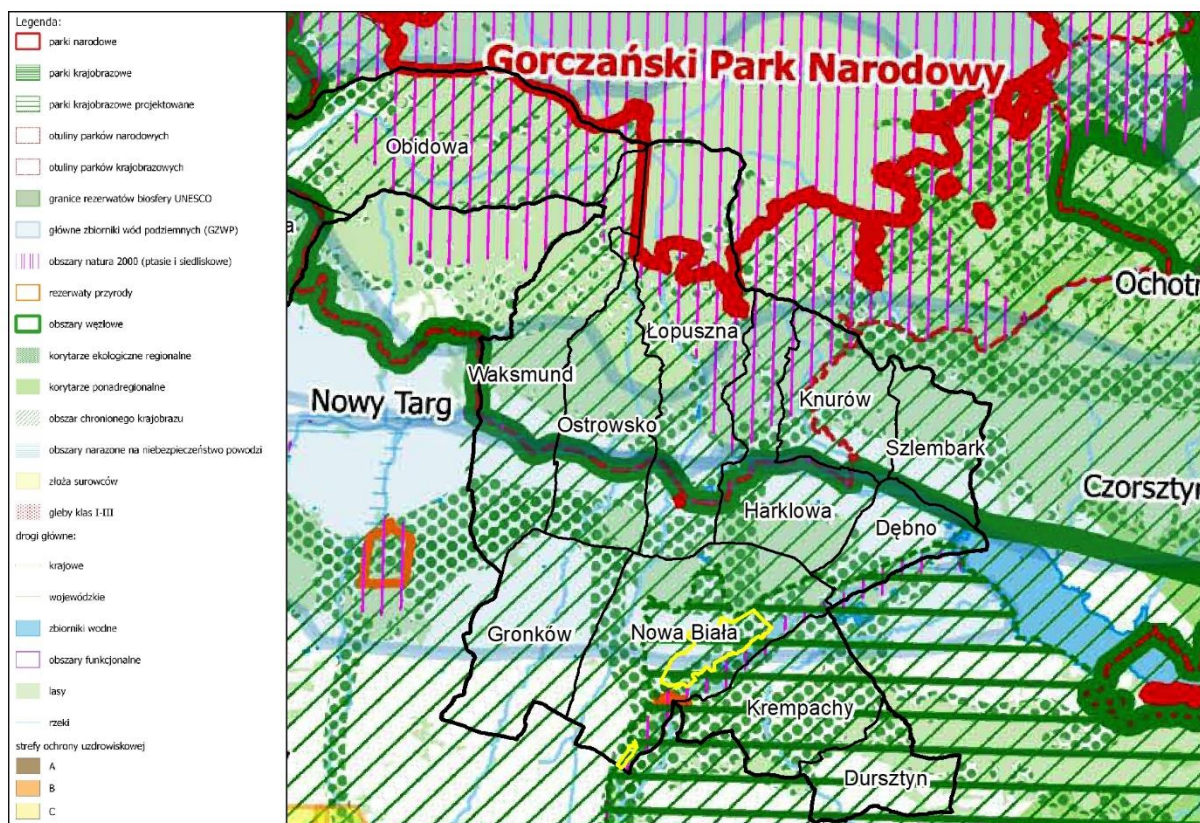 Legenda:
parki narodowe
parki krajobrazowe
parki krajobrazowe projektowane
otuliny parków narodowych
otuliny parków krajobrazowych
granice rezerwatów biosfery UNESCO
główne zbiorniki wód podziemnych (GZWP)
obszary natura 2000 (ptasie i siedliskowe)
rezerwaty przyrody
obszary węzłowe
korytarze ekologiczne regionalne
korytarze ponadregionalne
obszar chronionego krajobrazu
obszary narażone na niebezpieczeństwo powodzi
złoża surowców
gleby klas I-III
drogi główne:
krajowe
wojewódzkie
zbiorniki wodne
obszary funkcjonalne
lasy
rzeki
strefy ochrony uzdrowiskowej
A
B
C
Gorczański Park Narodowy
Obidowa
a
Ochotn
Łopuszna
Waksmund
Knurów
Nowy Targ
Ostrowsko
Szlembark
Czorsztyn
Harklowa
Dębno
Gronków
Nowa Biała
Krempachy
Dursztyn